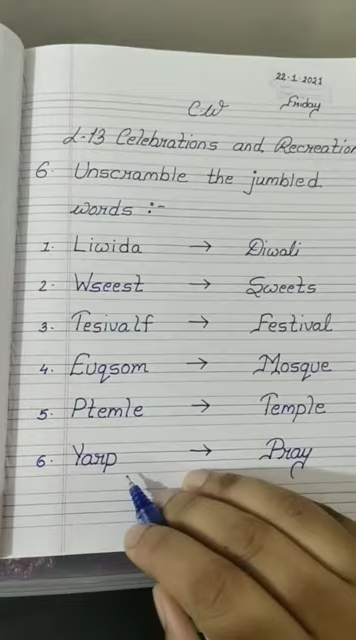 22-1-2021
C.W Friday
L-13 Celebrations and Recreation
6. Unscramble the jumbled
words :-
1. Liwida → Diwali
2. Wseest → Sweets
3. Tesivalf → Festival
4. Euqsom → Mosque
5. Ptemle → Temple
6. Yarp → Pray